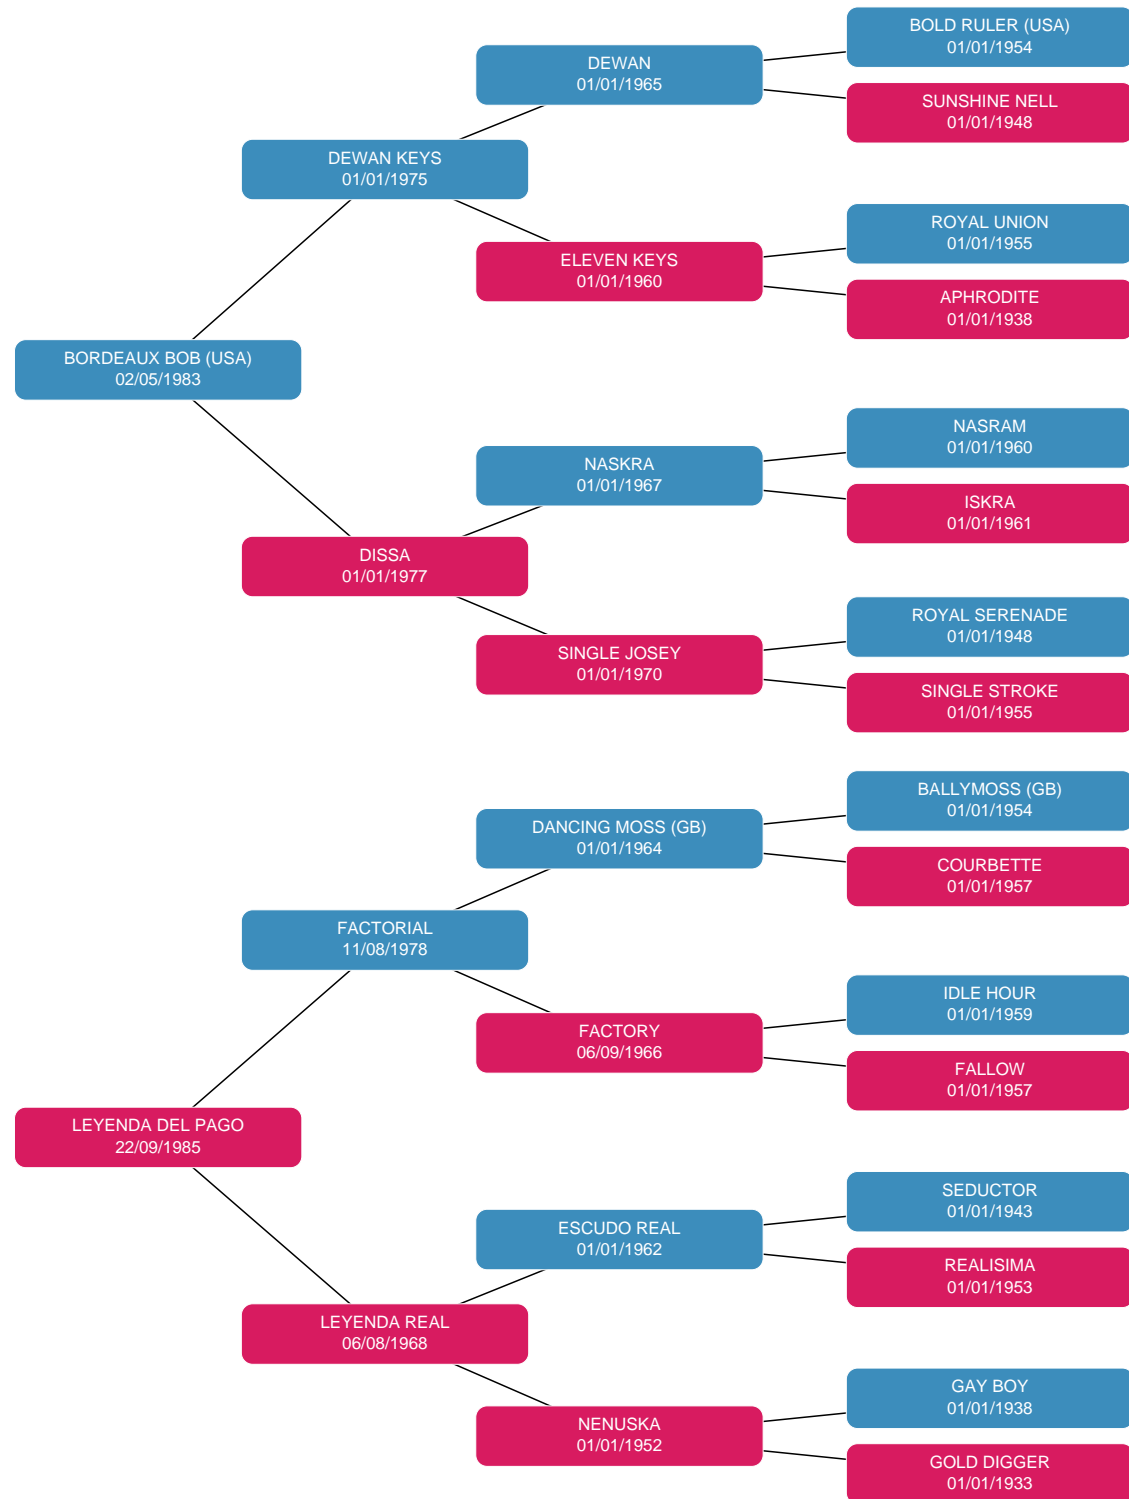 BOLD RULER (USA)
01/01/1954
DEWAN
01/01/1965
SUNSHINE NELL
01/01/1948
DEWAN KEYS
01/01/1975
ROYAL UNION
01/01/1955
ELEVEN KEYS
01/01/1960
APHRODITE
01/01/1938
BORDEAUX BOB (USA)
02/05/1983
NASRAM
01/01/1960
NASKRA
01/01/1967
ISKRA
01/01/1961
DISSA
01/01/1977
ROYAL SERENADE
01/01/1948
SINGLE JOSEY
01/01/1970
SINGLE STROKE
01/01/1955
BALLYMOSS (GB)
01/01/1954
DANCING MOSS (GB)
01/01/1964
COURBETTE
01/01/1957
FACTORIAL
11/08/1978
IDLE HOUR
01/01/1959
FACTORY
06/09/1966
FALLOW
01/01/1957
LEYENDA DEL PAGO
22/09/1985
SEDUCTOR
01/01/1943
ESCUDO REAL
01/01/1962
REALISIMA
01/01/1953
LEYENDA REAL
06/08/1968
GAY BOY
01/01/1938
NENUSKA
01/01/1952
GOLD DIGGER
01/01/1933